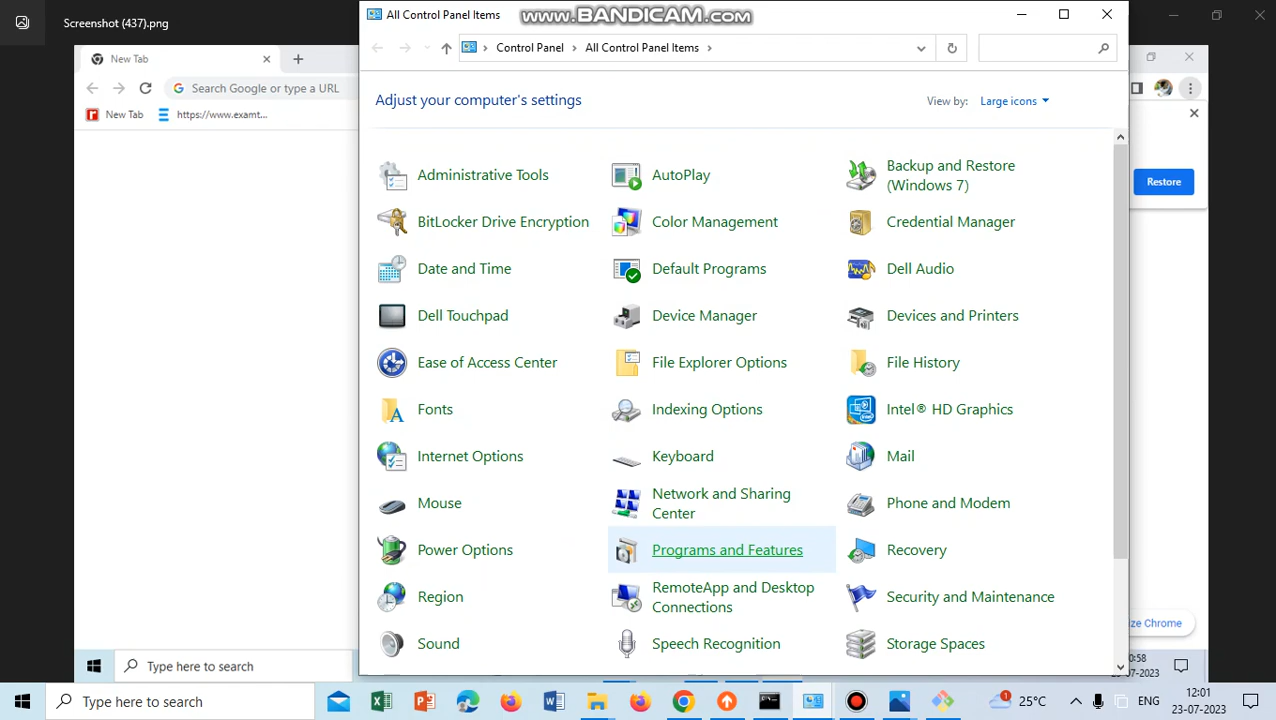 Screenshot (437).png
All Control Panel Items
www.BANDICAM.com
New Tab
Control Panel
All Control Panel Items
Search Google or type a URL
New Tab
https://www.examt...
Adjust your computer's settings
View by:
Large icons
Administrative Tools
AutoPlay
Backup and Restore
(Windows 7)
Restore
BitLocker Drive Encryption
Color Management
Credential Manager
Date and Time
Default Programs
Dell Audio
Dell Touchpad
Device Manager
Devices and Printers
Ease of Access Center
File Explorer Options
File History
Fonts
Indexing Options
Intel® HD Graphics
Internet Options
Keyboard
Mail
Mouse
Network and Sharing
Center
Phone and Modem
Power Options
Programs and Features
Recovery
Region
RemoteApp and Desktop
Connections
Security and Maintenance
ize Chrome
Sound
Speech Recognition
Storage Spaces
Type here to search
0:58
-07-2023
Type here to search
1
25°C
ENG
12:01
23-07-2023